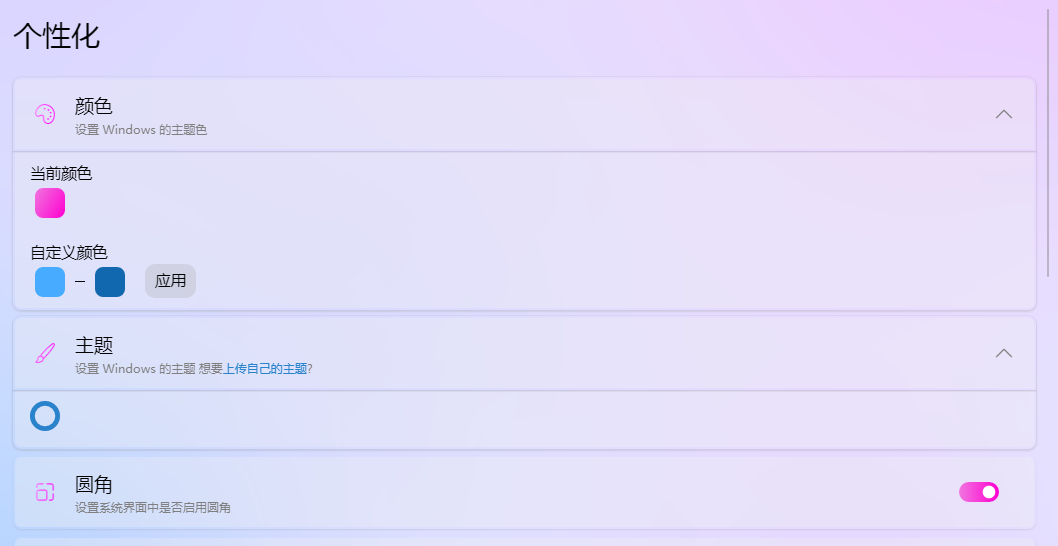 个性化
颜色
设置 Windows 的主题色
当前颜色
自定义颜色
应用
主题
设置 Windows 的主题 想要上传自己的主题?
圆角
设置系统界面中是否启用圆角